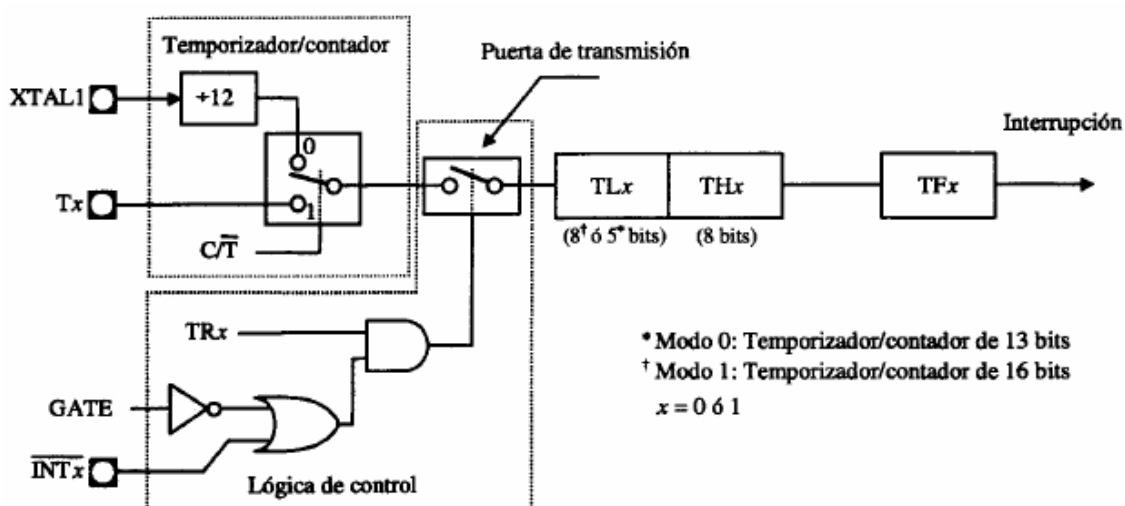 Temporizador/contador
Puerta de transmisión
XTAL1
÷12
Interrupción
0
Tx
1
TLx
THx
TFx
C/T̅
(8† ó 5* bits)
(8 bits)
TRx
* Modo 0: Temporizador/contador de 13 bits
† Modo 1: Temporizador/contador de 16 bits
x = 0 ó 1
GATE
I̅N̅T̅x̅
Lógica de control